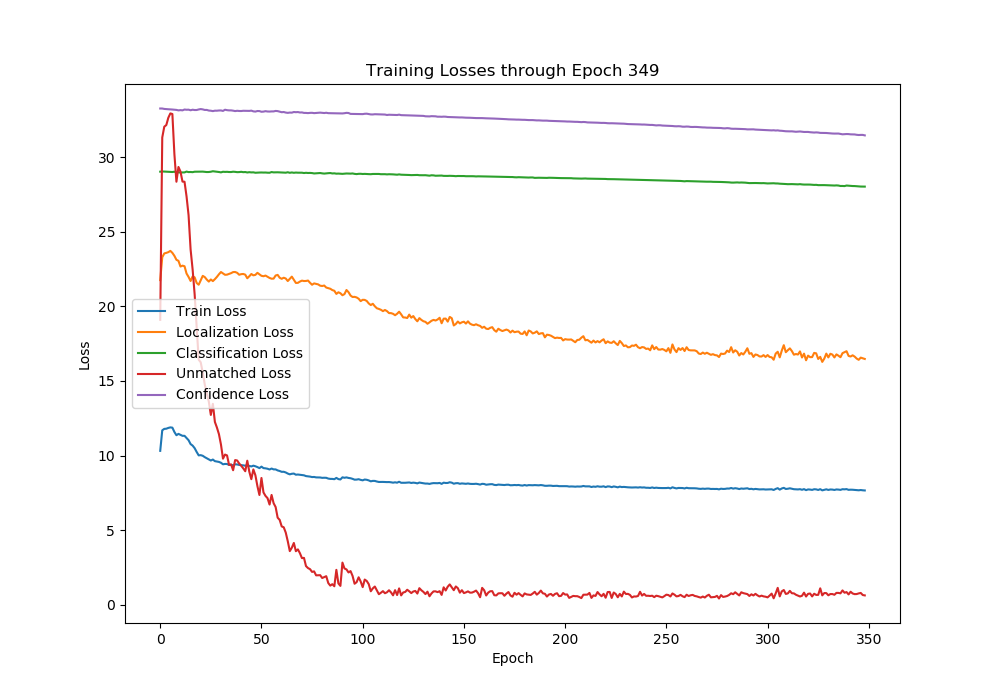 Training Losses through Epoch 349
Loss
30
25
20
15
10
5
0
Train Loss
Localization Loss
Classification Loss
Unmatched Loss
Confidence Loss
0 50 100 150 200 250 300 350
Epoch